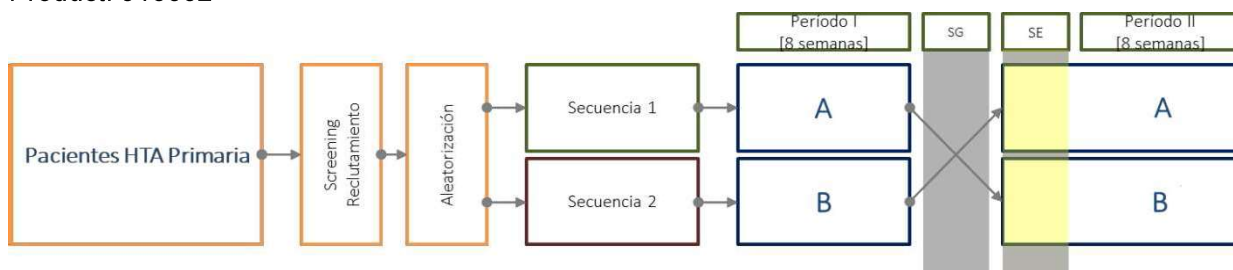 Período I
[8 semanas]
SG
SE
Período II
[8 semanas]
Pacientes HTA Primaria
Screening
Reclutamiento
Aleatorización
Secuencia 1
A
A
Secuencia 2
B
B